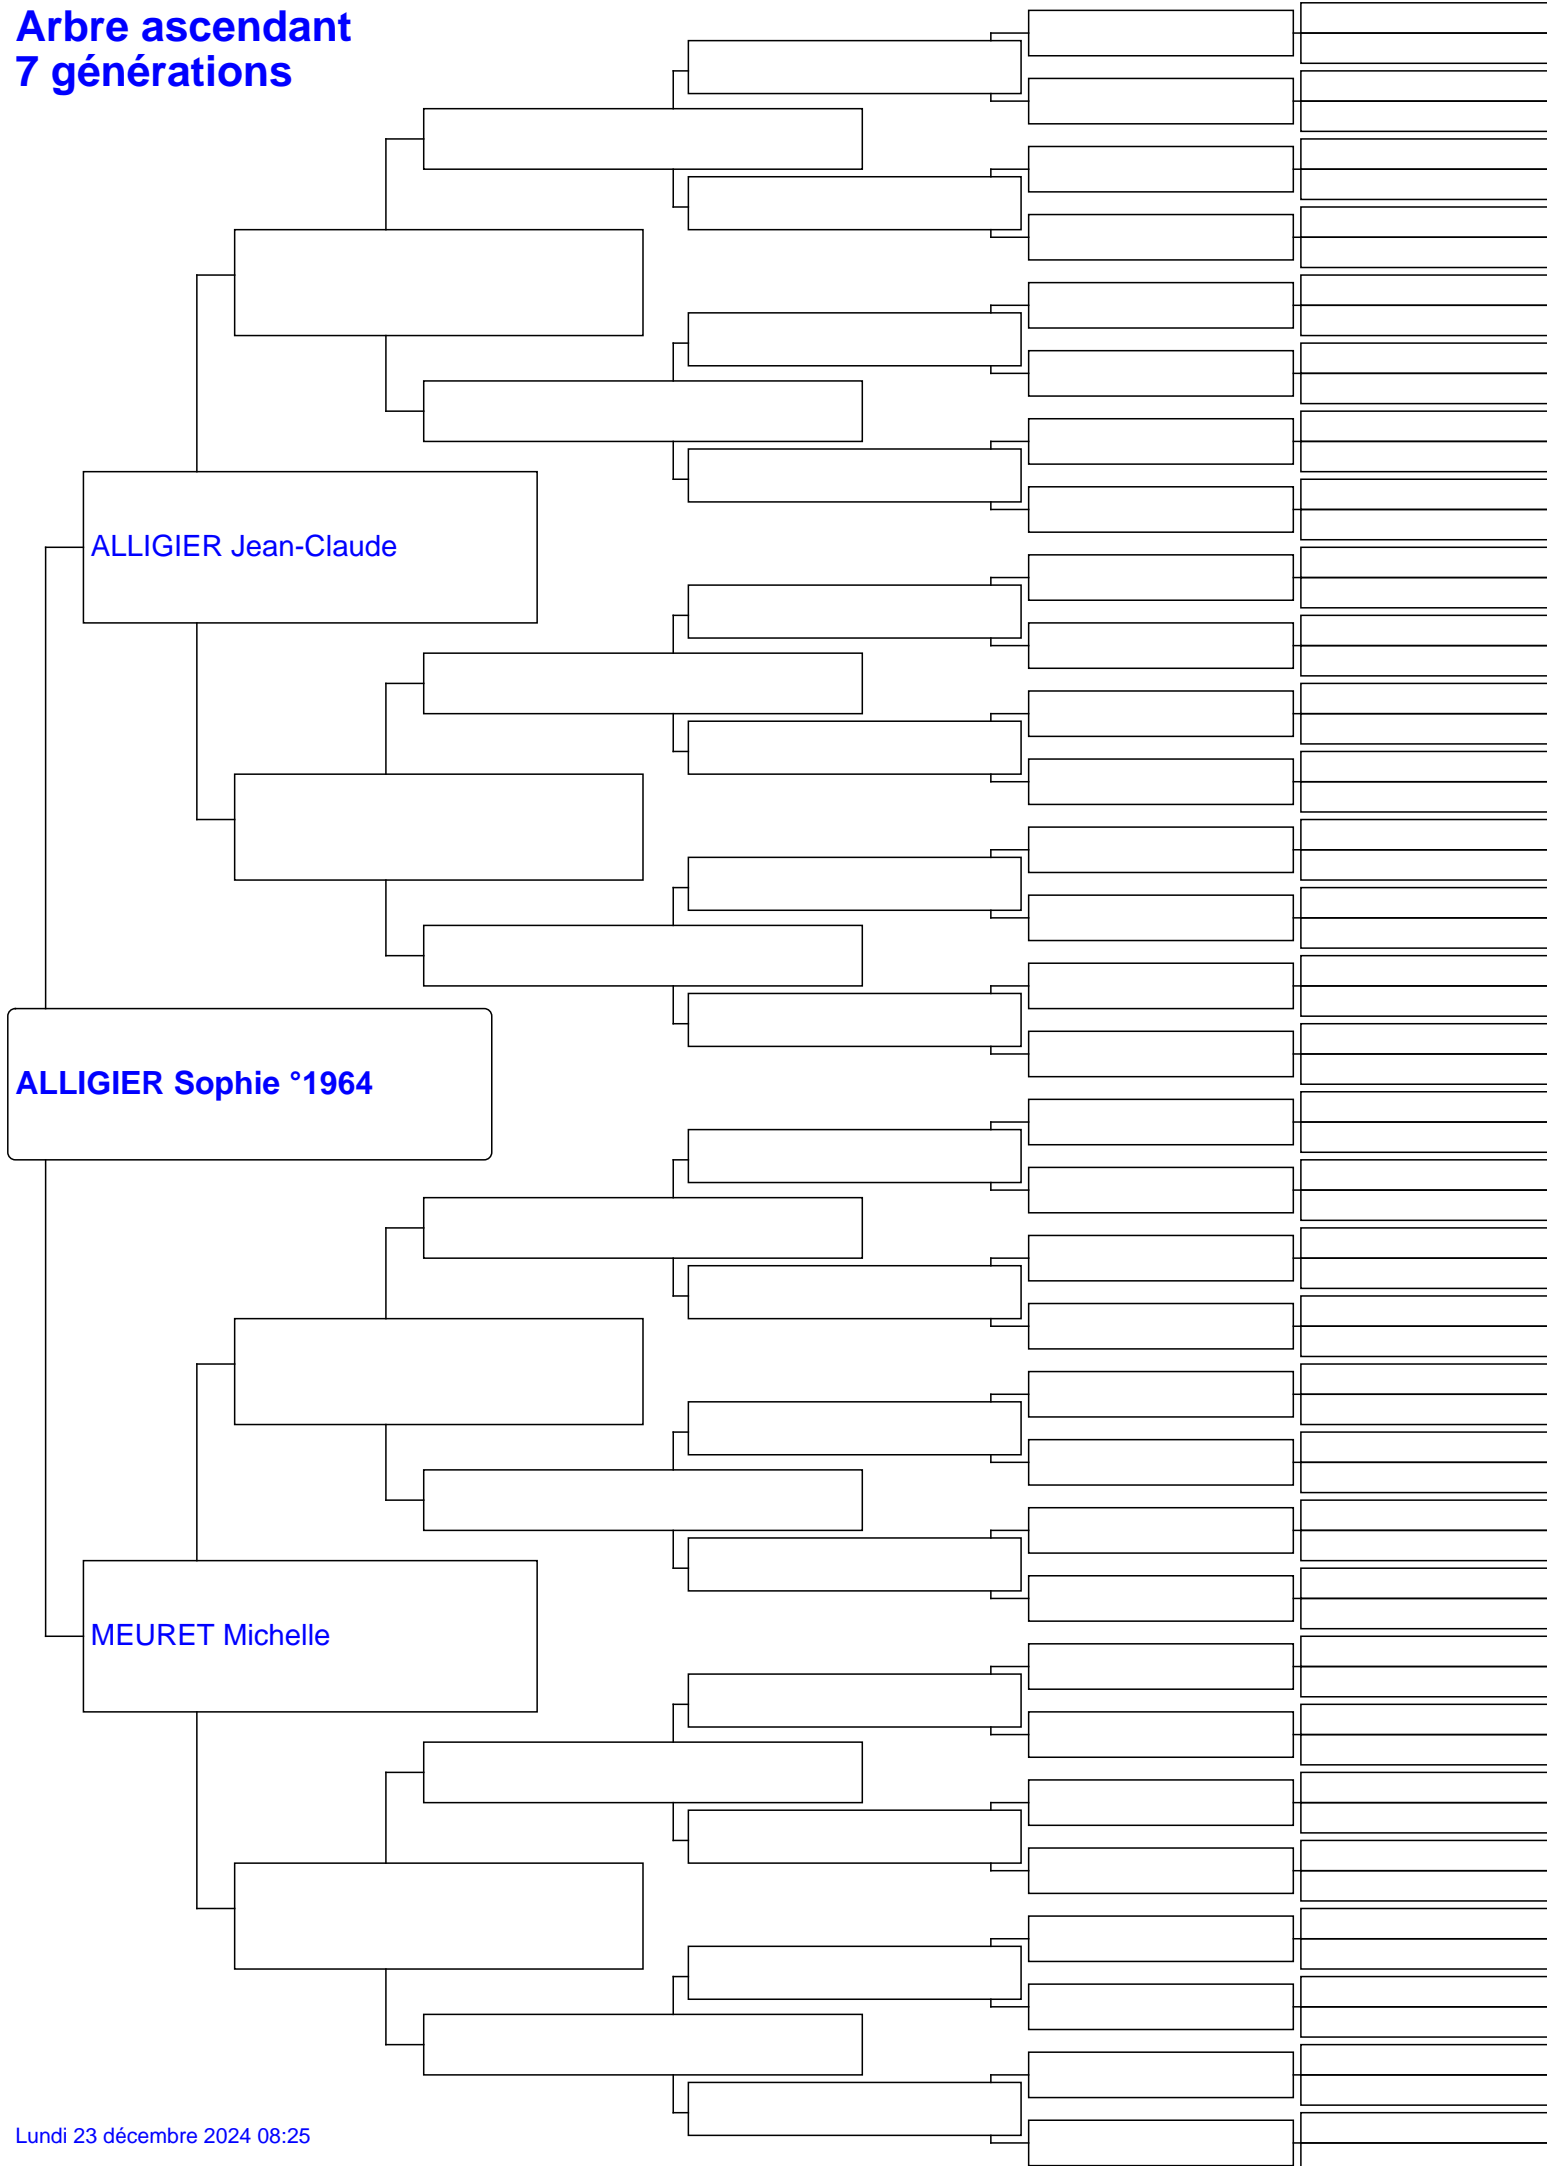 Arbre ascendant
7 générations
ALLIGIER Jean-Claude
ALLIGIER Sophie °1964
MEURET Michelle
Lundi 23 décembre 2024 08:25